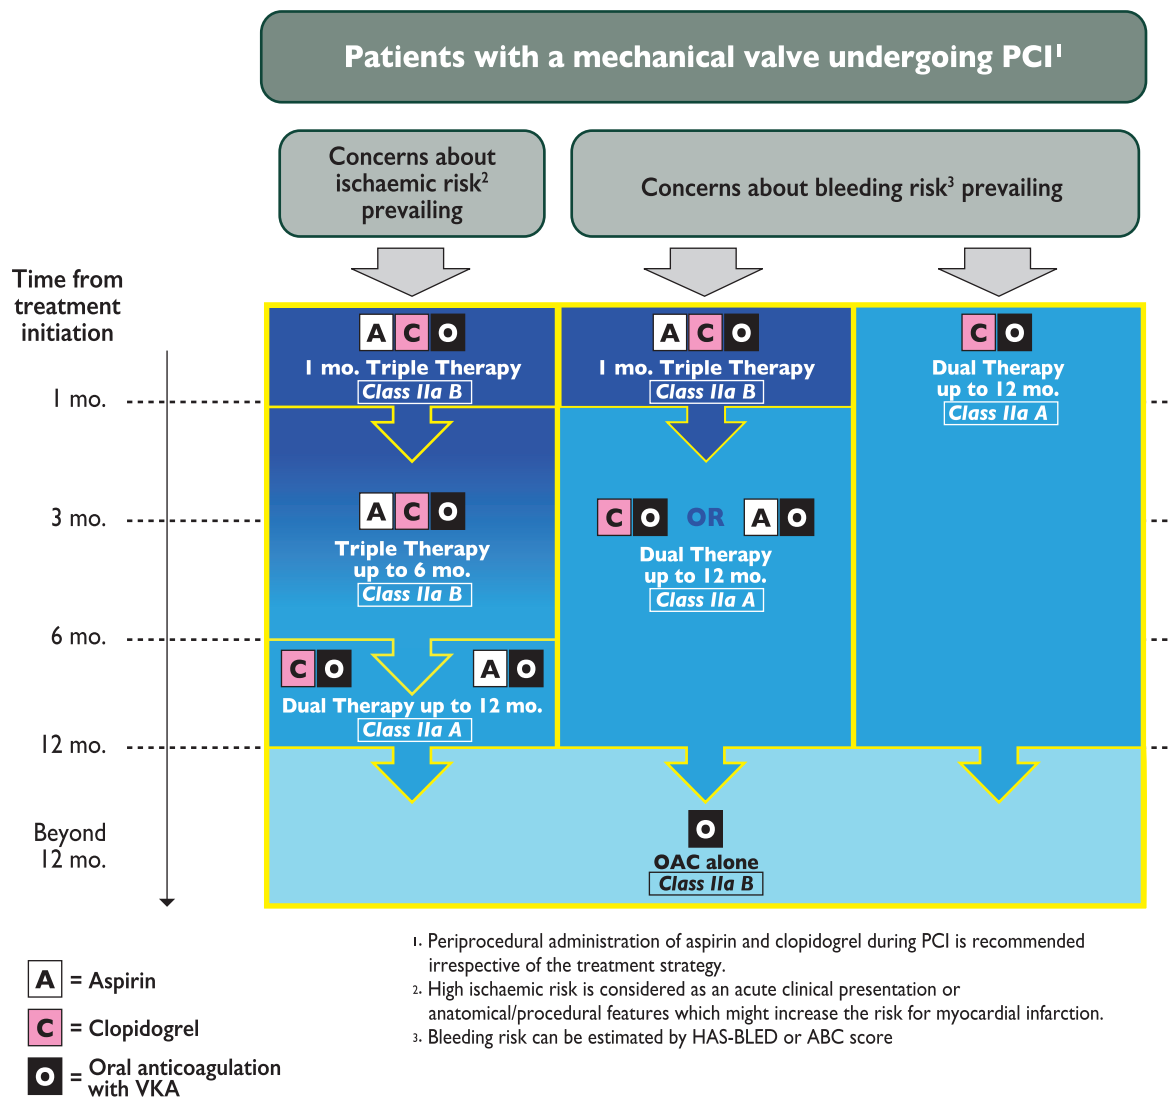 Patients with a mechanical valve undergoing PCI¹
Concerns about
ischaemic risk²
prevailing
Concerns about bleeding risk³ prevailing
Time from
treatment
initiation
A C O
1 mo. Triple Therapy
Class IIa B
A C O
1 mo. Triple Therapy
Class IIa B
C O
Dual Therapy
up to 12 mo.
Class IIa A
1 mo.
A C O
Triple Therapy
up to 6 mo.
Class IIa B
C O OR A O
Dual Therapy
up to 12 mo.
Class IIa A
3 mo.
6 mo.
C O A O
Dual Therapy up to 12 mo.
Class IIa A
12 mo.
Beyond
12 mo.
O
OAC alone
Class IIa B
A = Aspirin
C = Clopidogrel
O = Oral anticoagulation
with VKA
1. Periprocedural administration of aspirin and clopidogrel during PCI is recommended
irrespective of the treatment strategy.
2. High ischaemic risk is considered as an acute clinical presentation or
anatomical/procedural features which might increase the risk for myocardial infarction.
3. Bleeding risk can be estimated by HAS-BLED or ABC score